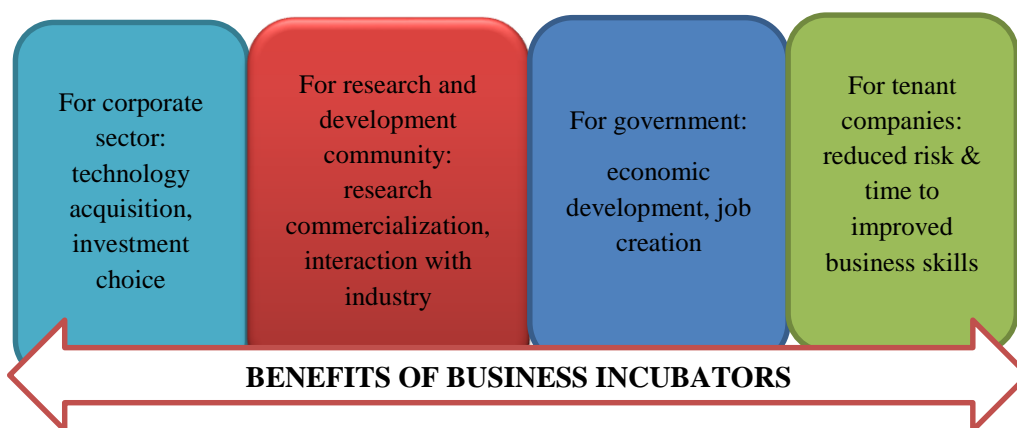 For corporate
sector:
technology
acquisition,
investment
choice
For research and
development
community:
research
commercialization,
interaction with
industry
For government:
economic
development, job
creation
For tenant
companies:
reduced risk &
time to
improved
business skills
BENEFITS OF BUSINESS INCUBATORS